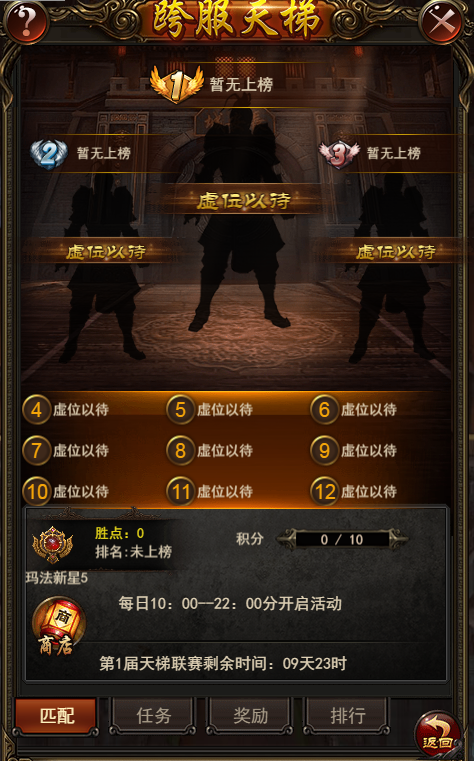 跨服天梯
1 暂无上榜
2 暂无上榜
3 暂无上榜
虚位以待
虚位以待
虚位以待
4 虚位以待 5 虚位以待 6 虚位以待
7 虚位以待 8 虚位以待 9 虚位以待
10 虚位以待 11 虚位以待 12 虚位以待
胜点：0
积分 0 / 10
排名:未上榜
玛法新星5
每日10：00--22：00分开启活动
商
商店
第1届天梯联赛剩余时间：09天23时
匹配 任务 奖励 排行
返回